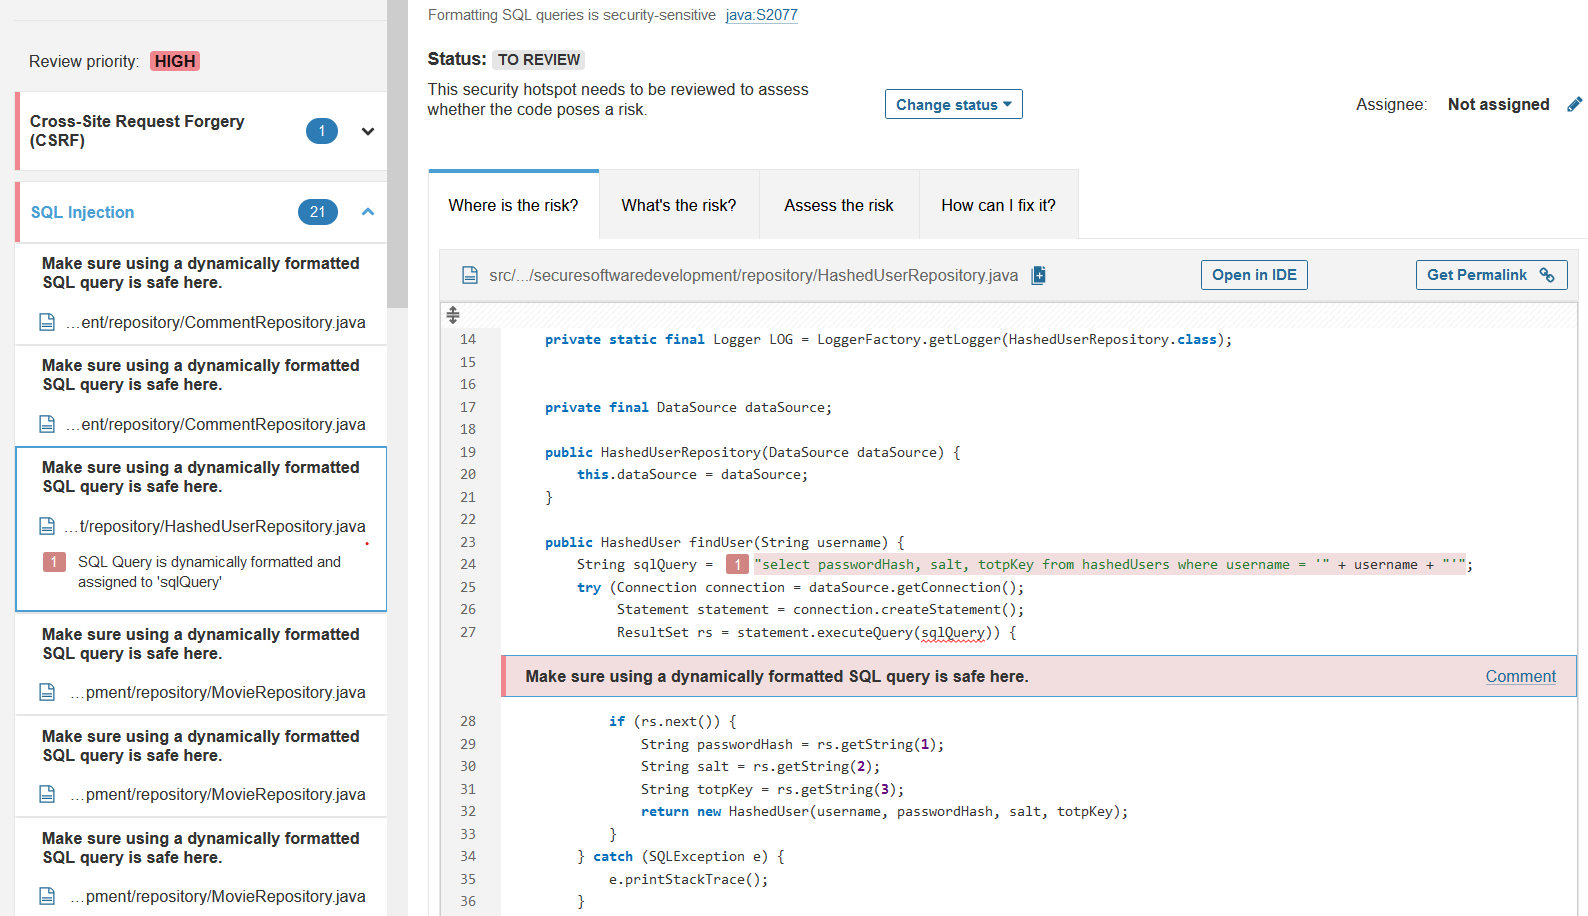 Review priority: HIGH
Cross-Site Request Forgery
(CSRF)
1
SQL Injection
21
Make sure using a dynamically formatted
SQL query is safe here.
...ent/repository/CommentRepository.java
Make sure using a dynamically formatted
SQL query is safe here.
...ent/repository/CommentRepository.java
Make sure using a dynamically formatted
SQL query is safe here.
...t/repository/HashedUserRepository.java
1 SQL Query is dynamically formatted and
assigned to 'sqlQuery'
Make sure using a dynamically formatted
SQL query is safe here.
...pment/repository/MovieRepository.java
Make sure using a dynamically formatted
SQL query is safe here.
...pment/repository/MovieRepository.java
Make sure using a dynamically formatted
SQL query is safe here.
...pment/repository/MovieRepository.java
Formatting SQL queries is security-sensitive java:S2077
Status: TO REVIEW
This security hotspot needs to be reviewed to assess
whether the code poses a risk.
Change status
Assignee: Not assigned
Where is the risk? What's the risk? Assess the risk How can I fix it?
src/.../securesoftwaredevelopment/repository/HashedUserRepository.java Open in IDE Get Permalink
14 private static final Logger LOG = LoggerFactory.getLogger(HashedUserRepository.class);
15
16
17 private final DataSource dataSource;
18
19 public HashedUserRepository(DataSource dataSource) {
20 this.dataSource = dataSource;
21 }
22
23 public HashedUser findUser(String username) {
24 String sqlQuery = 1 "select passwordHash, salt, totpKey from hashedUsers where username = '" + username + "'";
25 try (Connection connection = dataSource.getConnection();
26 Statement statement = connection.createStatement();
27 ResultSet rs = statement.executeQuery(sqlQuery)) {
Make sure using a dynamically formatted SQL query is safe here. Comment
28 if (rs.next()) {
29 String passwordHash = rs.getString(1);
30 String salt = rs.getString(2);
31 String totpKey = rs.getString(3);
32 return new HashedUser(username, passwordHash, salt, totpKey);
33 }
34 } catch (SQLException e) {
35 e.printStackTrace();
36 }